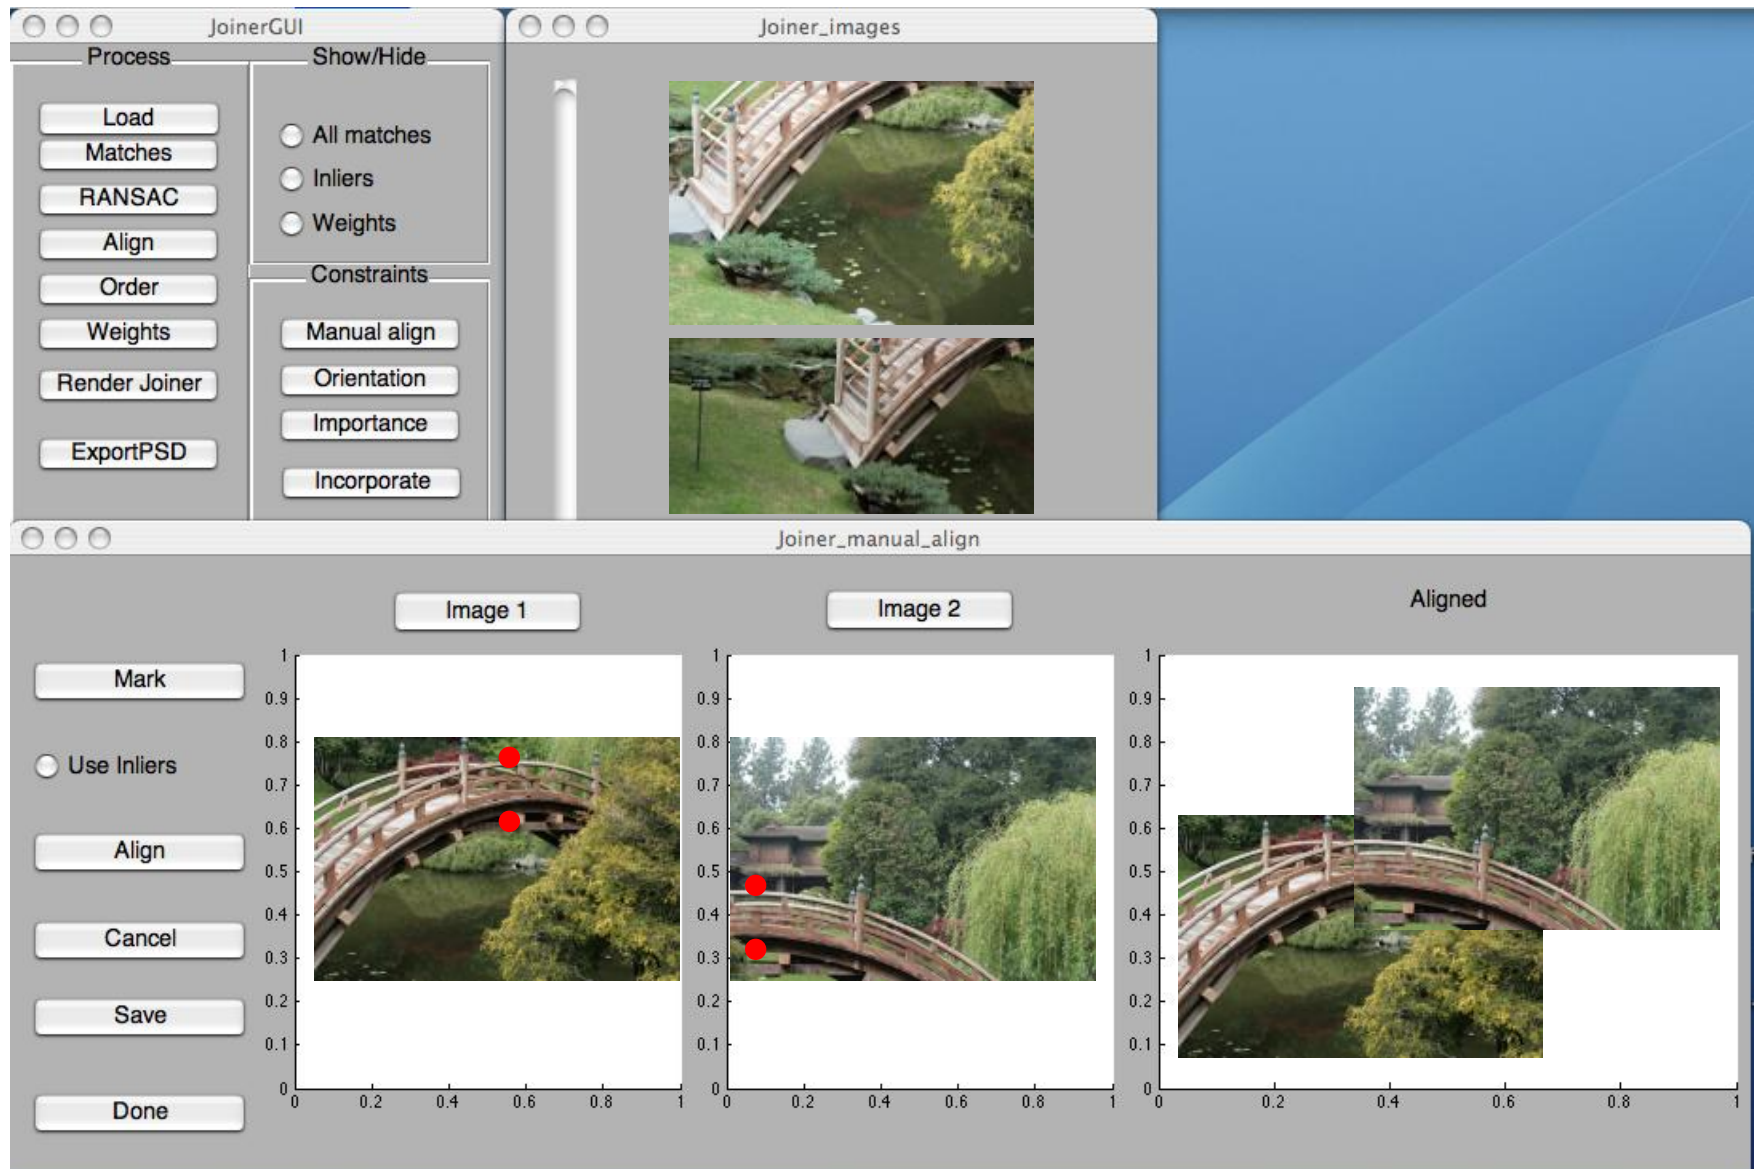 JoinerGUI
Process
Load
Matches
RANSAC
Align
Order
Weights
Render Joiner
ExportPSD
Show/Hide
All matches
Inliers
Weights
Constraints
Manual align
Orientation
Importance
Incorporate
Joiner_images
Joiner_manual_align
Mark
Use Inliers
Align
Cancel
Save
Done
Image 1
1
0.9
0.8
0.7
0.6
0.5
0.4
0.3
0.2
0.1
0
0 0.2 0.4 0.6 0.8 1
Image 2
1
0.9
0.8
0.7
0.6
0.5
0.4
0.3
0.2
0.1
0
0 0.2 0.4 0.6 0.8 1
Aligned
1
0.9
0.8
0.7
0.6
0.5
0.4
0.3
0.2
0.1
0
0 0.2 0.4 0.6 0.8 1